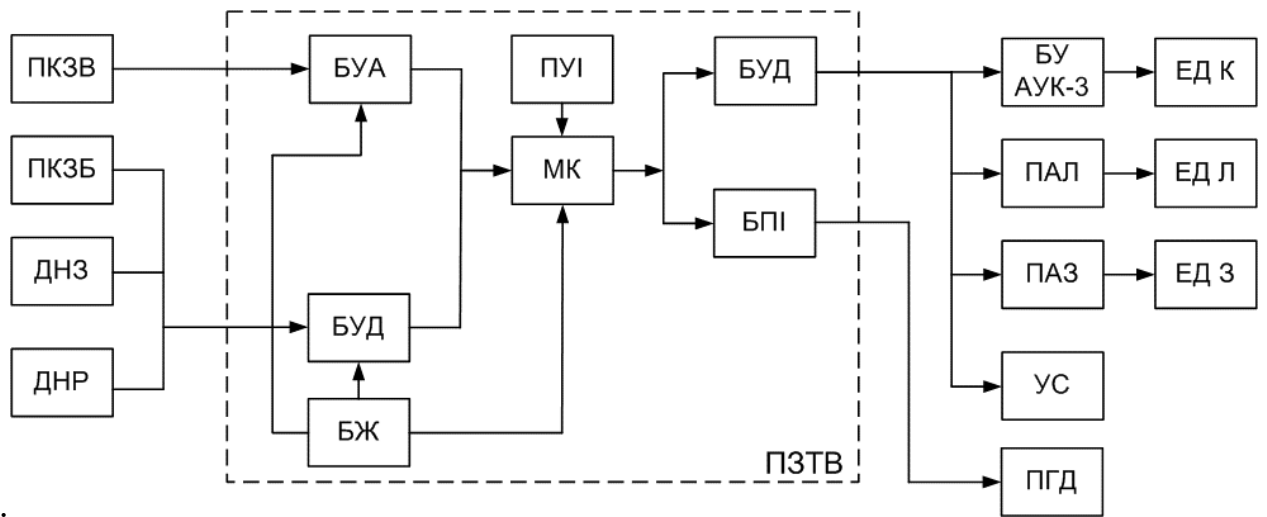 ПКЗВ
БУА
ПУІ
БУД
БУ
АУК-3
ЕД К
ПКЗБ
МК
ПАЛ
ЕД Л
БПІ
ДНЗ
ПАЗ
ЕД З
БУД
ДНР
УС
БЖ
ПЗТВ
ПГД
.